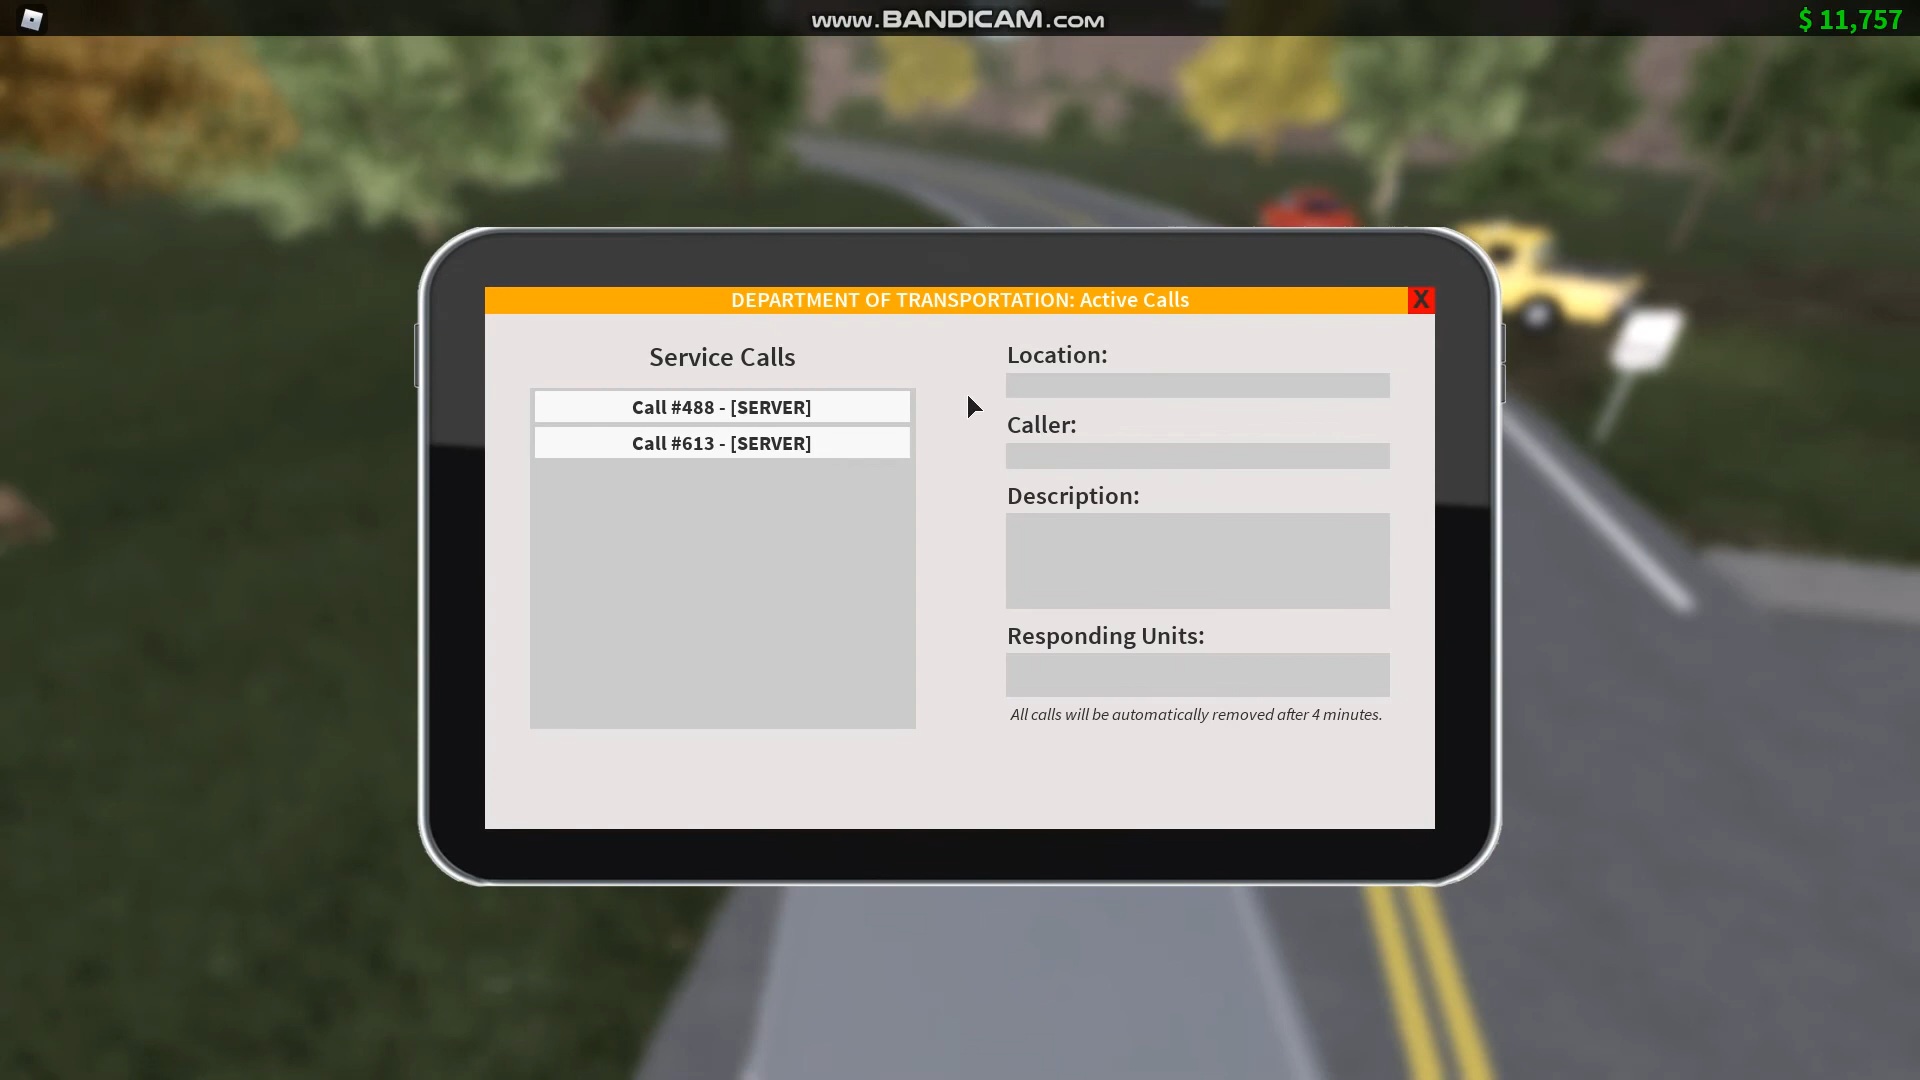 www.BANDICAM.com
$ 11,757
DEPARTMENT OF TRANSPORTATION: Active Calls
X
Service Calls
Call #488 - [SERVER]
Call #613 - [SERVER]
Location:
Caller:
Description:
Responding Units:
All calls will be automatically removed after 4 minutes.